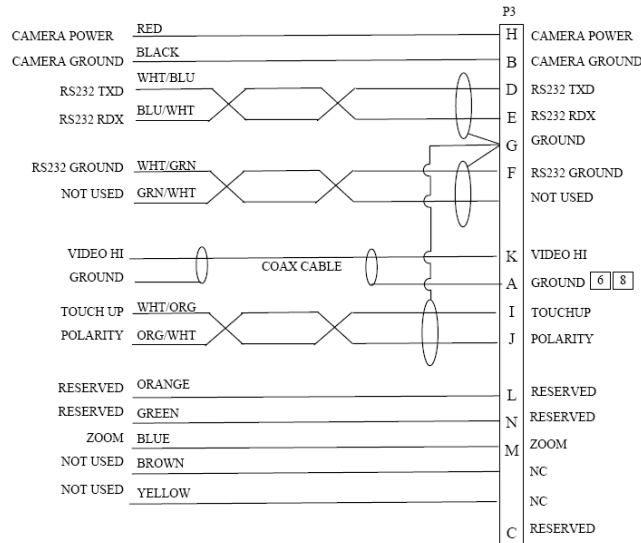 P3
CAMERA POWER RED H CAMERA POWER
CAMERA GROUND BLACK B CAMERA GROUND
RS232 TXD WHT/BLU D RS232 TXD
RS232 RDX BLU/WHT E RS232 RDX
G GROUND
RS232 GROUND WHT/GRN F RS232 GROUND
NOT USED GRN/WHT NOT USED
VIDEO HI COAX CABLE K VIDEO HI
GROUND A GROUND 6 8
TOUCH UP WHT/ORG I TOUCHUP
POLARITY ORG/WHT J POLARITY
RESERVED ORANGE L RESERVED
RESERVED GREEN N RESERVED
ZOOM BLUE M ZOOM
NOT USED BROWN NC
NOT USED YELLOW NC
C RESERVED